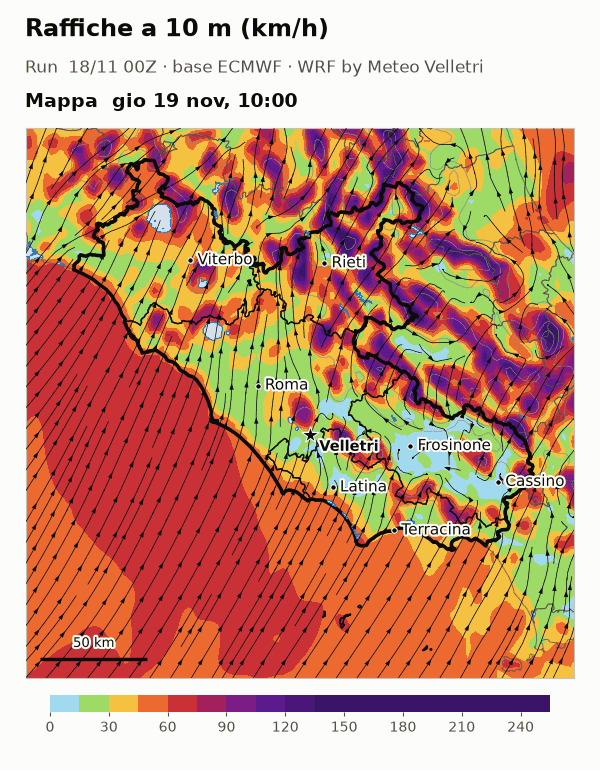 Raffiche a 10 m (km/h)
Run  18/11 00Z · base ECMWF · WRF by Meteo Velletri
Mappa  gio 19 nov, 10:00
Viterbo
Rieti
Roma
Velletri
Frosinone
Latina
Cassino
Terracina
50 km
0 30 60 90 120 150 180 210 240